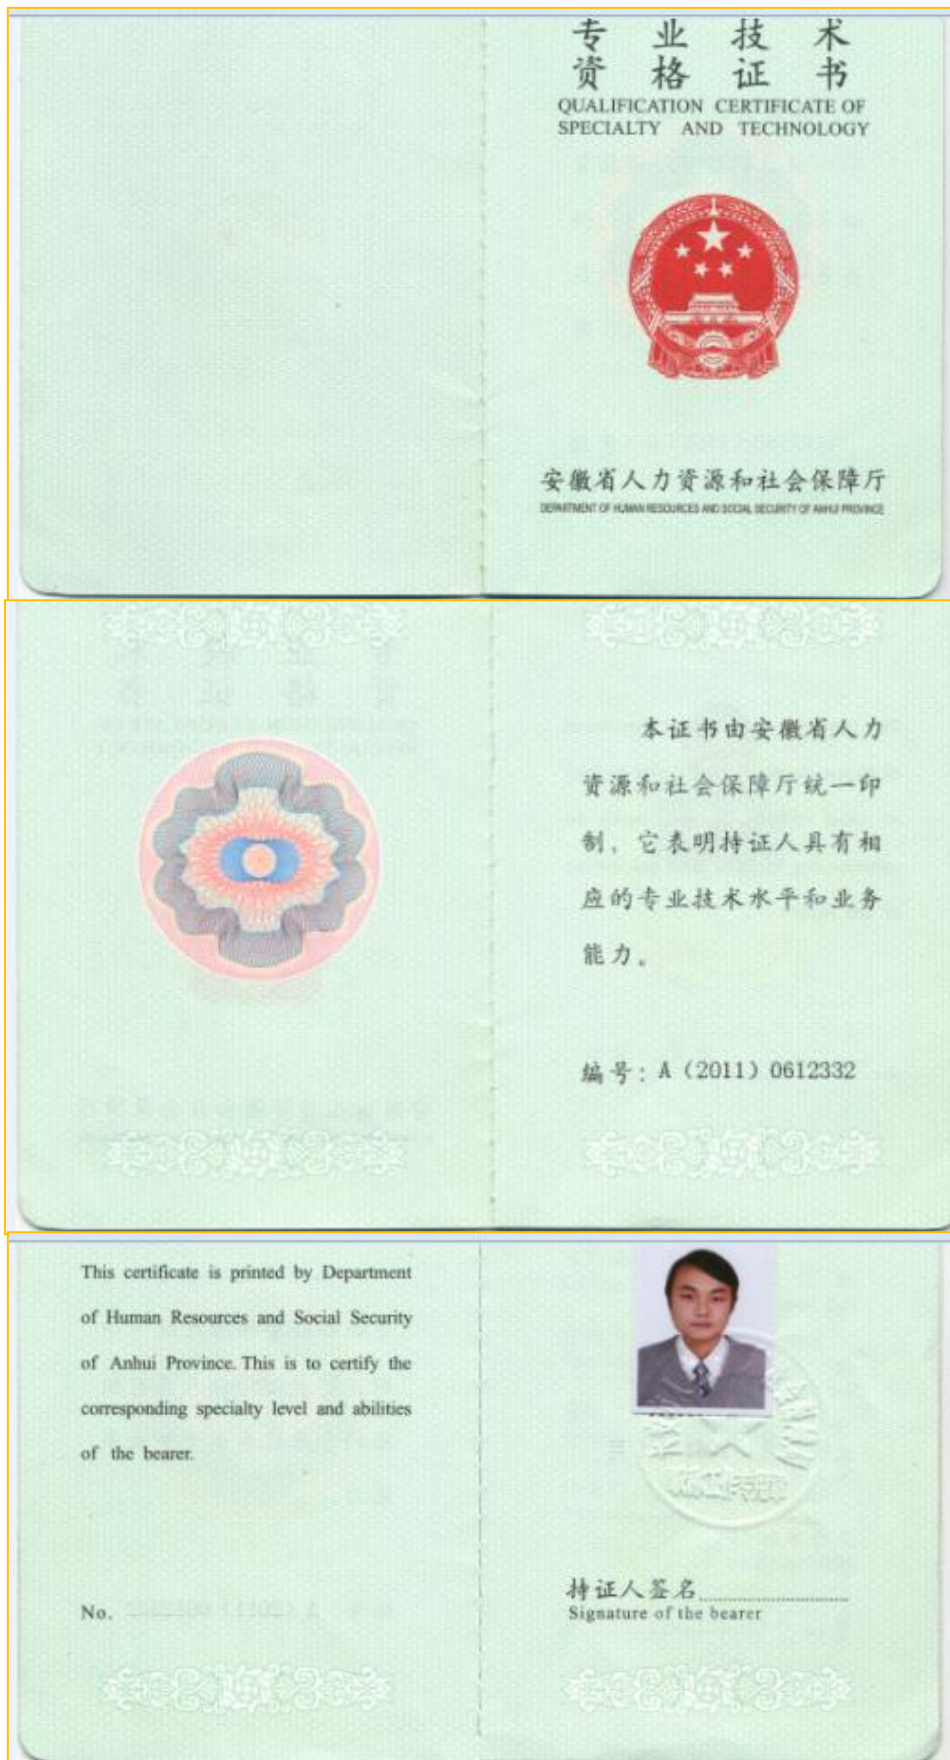 专业技术
资格证书
QUALIFICATION CERTIFICATE OF
SPECIALTY AND TECHNOLOGY
安徽省人力资源和社会保障厅
DEPARTMENT OF HUMAN RESOURCES AND SOCIAL SECURITY OF ANHUI PROVINCE
本证书由安徽省人力
资源和社会保障厅统一印
制，它表明持证人具有相
应的专业技术水平和业务
能力。
编号：A（2011）0612332
This certificate is printed by Department
of Human Resources and Social Security
of Anhui Province. This is to certify the
corresponding specialty level and abilities
of the bearer.
No.
持证人签名
Signature of the bearer